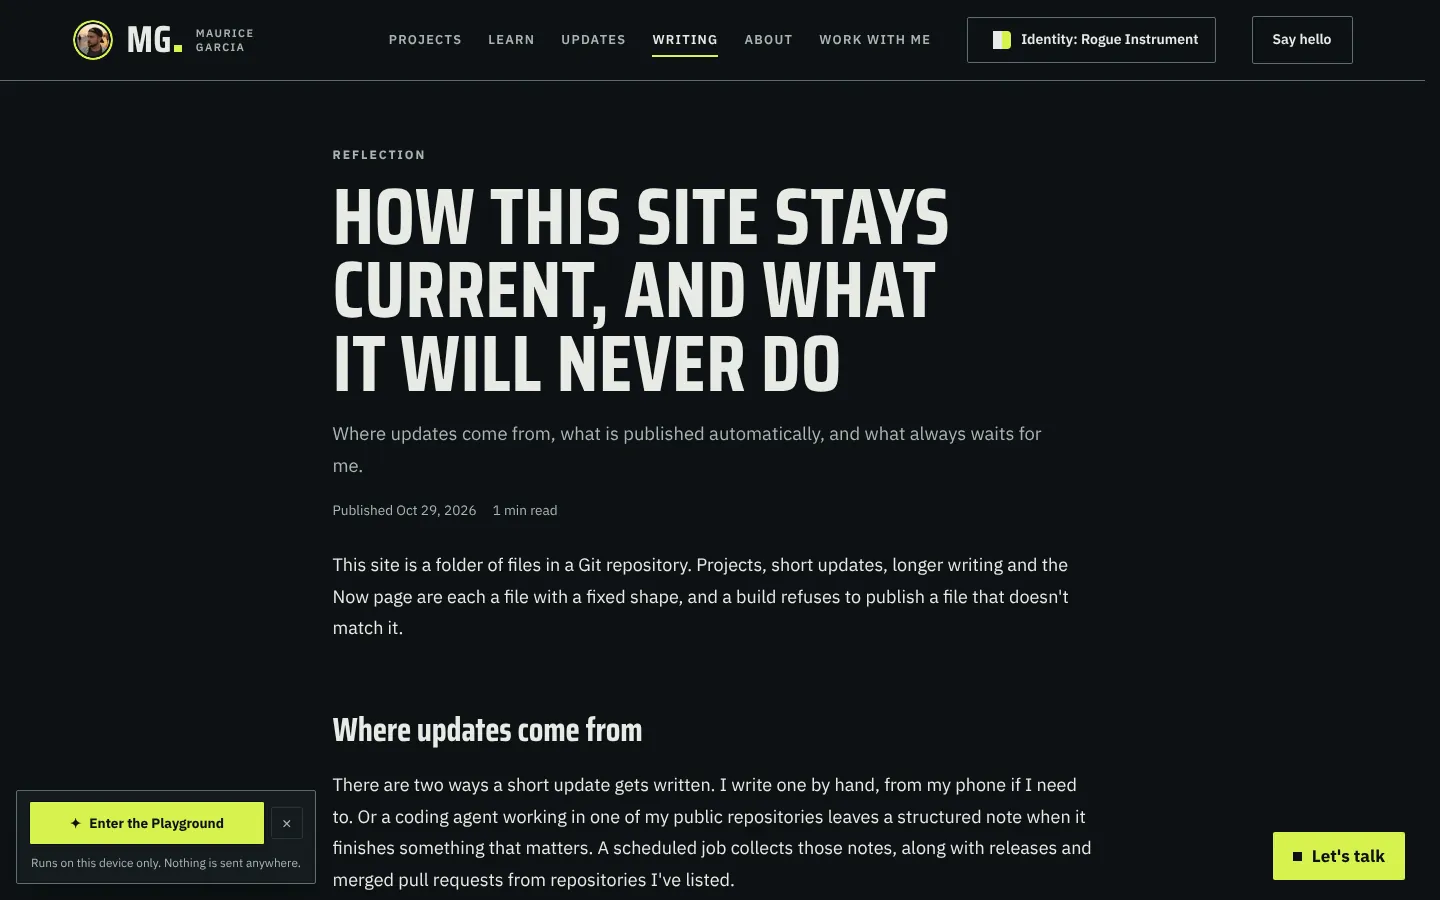 MG.
MAURICE
GARCIA
PROJECTS
LEARN
UPDATES
WRITING
ABOUT
WORK WITH ME
Identity: Rogue Instrument
Say hello
REFLECTION
HOW THIS SITE STAYS
CURRENT, AND WHAT
IT WILL NEVER DO
Where updates come from, what is published automatically, and what always waits for
me.
Published Oct 29, 2026 1 min read
This site is a folder of files in a Git repository. Projects, short updates, longer writing and the
Now page are each a file with a fixed shape, and a build refuses to publish a file that doesn't
match it.
Where updates come from
There are two ways a short update gets written. I write one by hand, from my phone if I need
to. Or a coding agent working in one of my public repositories leaves a structured note when it
finishes something that matters. A scheduled job collects those notes, along with releases and
merged pull requests from repositories I've listed.
✦ Enter the Playground
×
Runs on this device only. Nothing is sent anywhere.
Let's talk